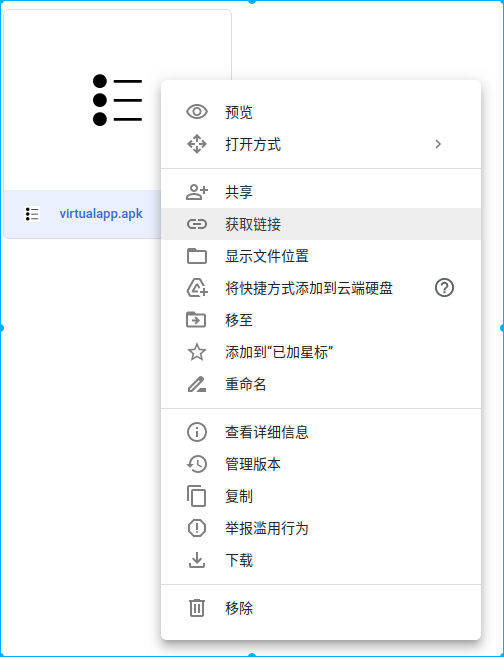 预览
打开方式
virtualapp.apk
共享
获取链接
显示文件位置
将快捷方式添加到云端硬盘
移至
添加到“已加星标”
重命名
查看详细信息
管理版本
复制
举报滥用行为
下载
移除